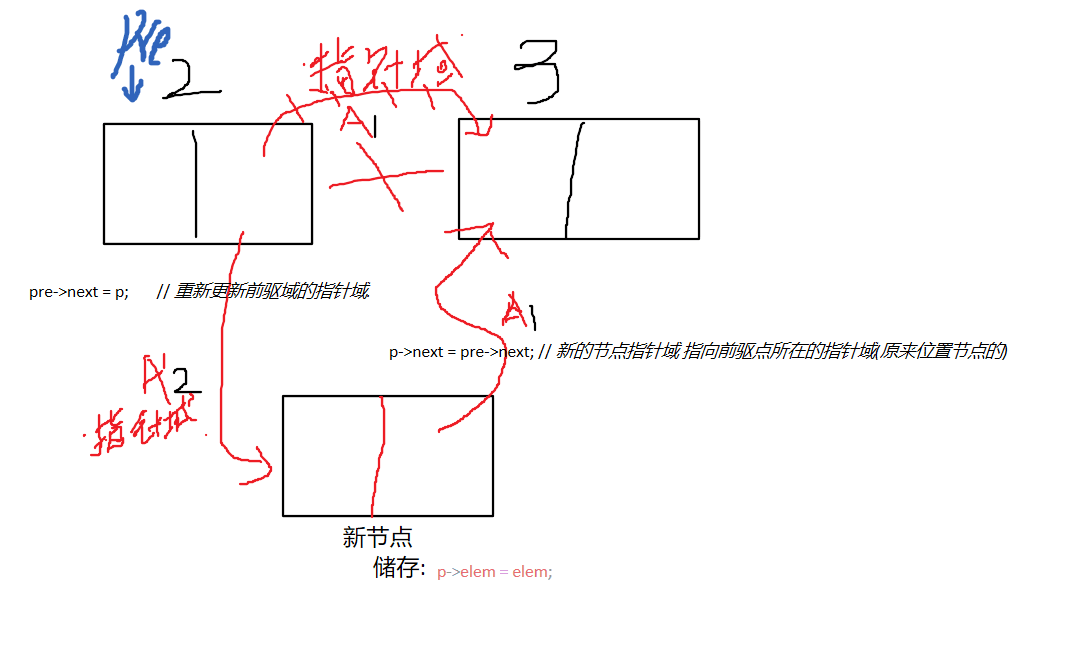 pre
2
指针域
3
A1
pre->next = p; // 重新更新前驱域的指针域.
A1
p->next = pre->next; // 新的节点指针域 指向前驱点所在的指针域(原来位置节点的)
A2
指针域
新节点
储存: p->elem = elem;